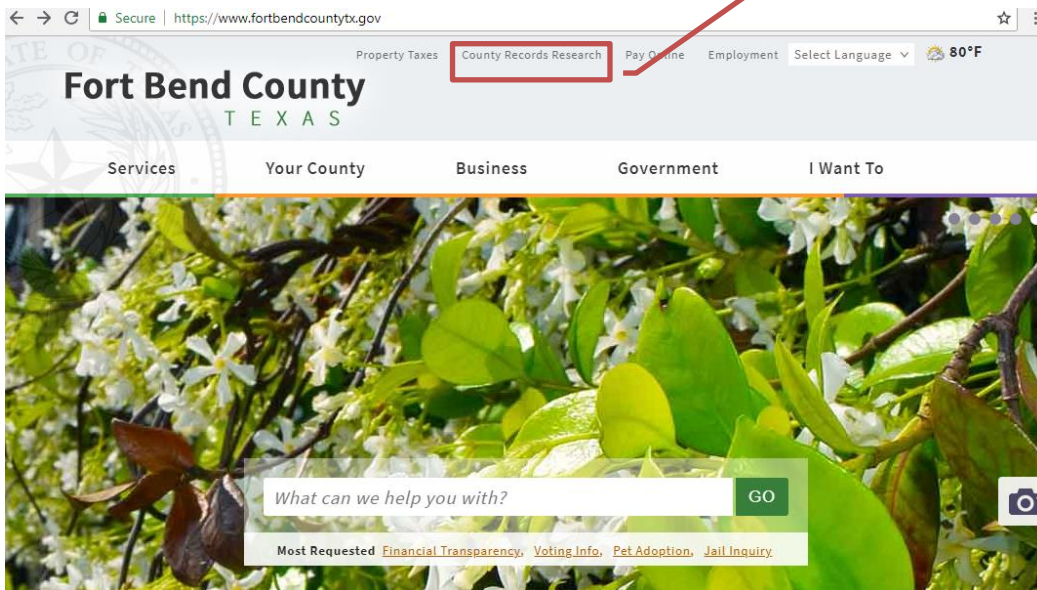 Secure | https://www.fortbendcountytx.gov
Property Taxes County Records Research Pay Online Employment Select Language 80°F
Fort Bend County
TEXAS
Services Your County Business Government I Want To
What can we help you with? GO
Most Requested Financial Transparency, Voting Info, Pet Adoption, Jail Inquiry